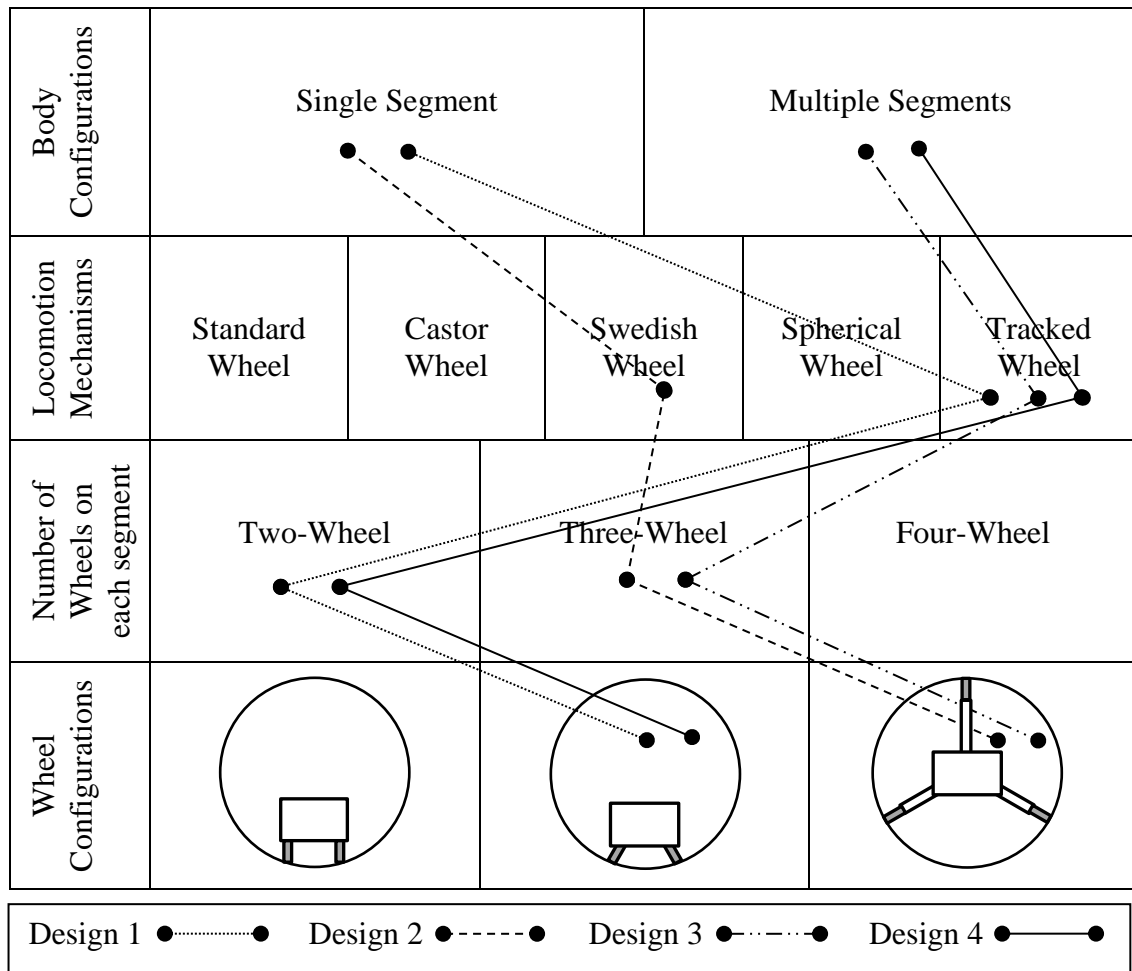 Body
Configurations
Single Segment
Multiple Segments
Locomotion
Mechanisms
Standard
Wheel
Castor
Wheel
Swedish
Wheel
Spherical
Wheel
Tracked
Wheel
Number of
Wheels on
each segment
Two-Wheel
Three-Wheel
Four-Wheel
Wheel
Configurations
Design 1
Design 2
Design 3
Design 4